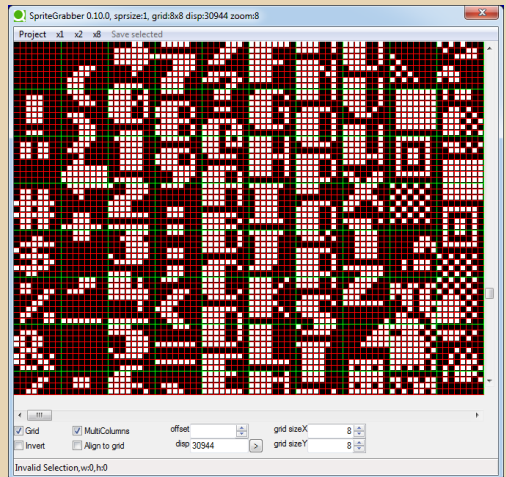 SpriteGrabber 0.10.0, sprsize:1, grid:8x8 disp:30944 zoom:8
Project x1 x2 x8 Save selected
Grid MultiColumns offset grid sizeX 8
Invert Align to grid disp 30944 > grid sizeY 8
Invalid Selection,w:0,h:0